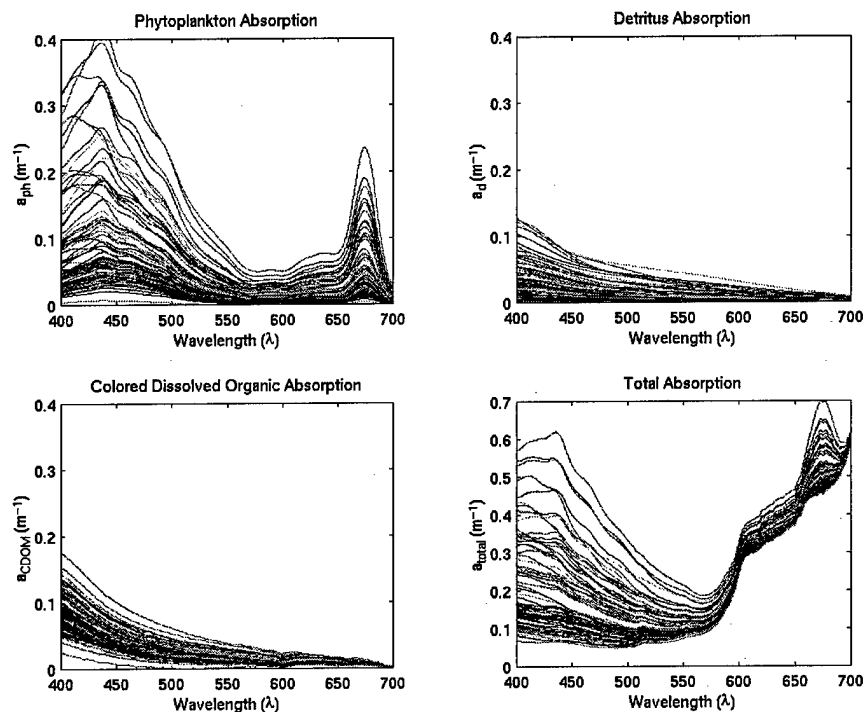 Phytoplankton Absorption
0.4
0.3
0.2
0.1
0
a_ph (m⁻¹)
400 450 500 550 600 650 700
Wavelength (λ)
Detritus Absorption
0.4
0.3
0.2
0.1
0
a_d (m⁻¹)
400 450 500 550 600 650 700
Wavelength (λ)
Colored Dissolved Organic Absorption
0.4
0.3
0.2
0.1
0
a_CDOM (m⁻¹)
400 450 500 550 600 650 700
Wavelength (λ)
Total Absorption
0.7
0.6
0.5
0.4
0.3
0.2
0.1
0
a_total (m⁻¹)
400 450 500 550 600 650 700
Wavelength (λ)